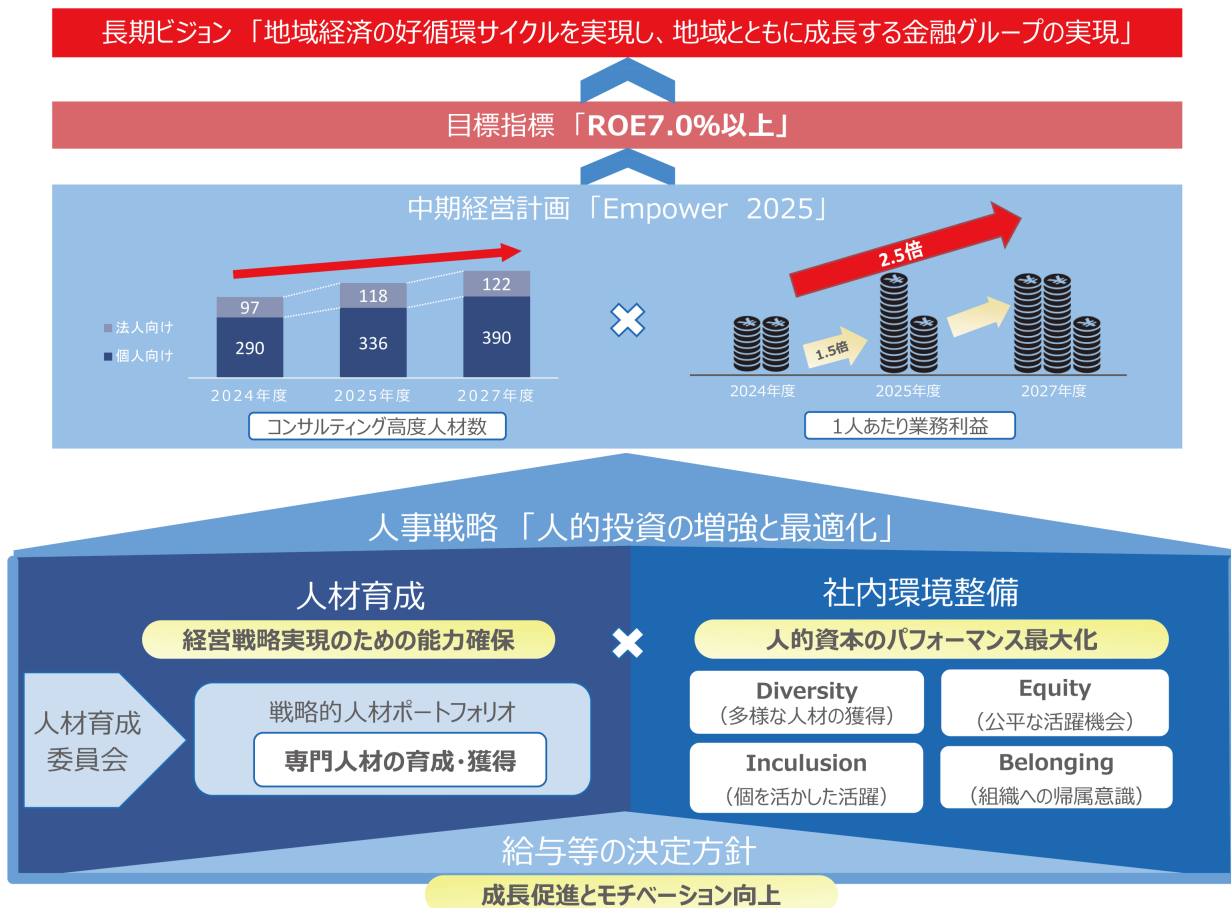 長期ビジョン 「地域経済の好循環サイクルを実現し、地域とともに成長する金融グループの実現」
目標指標 「ROE7.0%以上」
中期経営計画 「Empower 2025」
法人向け
個人向け
97
118
122
290
336
390
2024年度
2025年度
2027年度
コンサルティング高度人材数
2.5倍
1.5倍
2024年度
2025年度
2027年度
1人あたり業務利益
人事戦略 「人的投資の増強と最適化」
人材育成
経営戦略実現のための能力確保
人材育成
委員会
戦略的人材ポートフォリオ
専門人材の育成・獲得
社内環境整備
人的資本のパフォーマンス最大化
Diversity
(多様な人材の獲得)
Equity
(公平な活躍機会)
Inculusion
(個を活かした活躍)
Belonging
(組織への帰属意識)
給与等の決定方針
成長促進とモチベーション向上